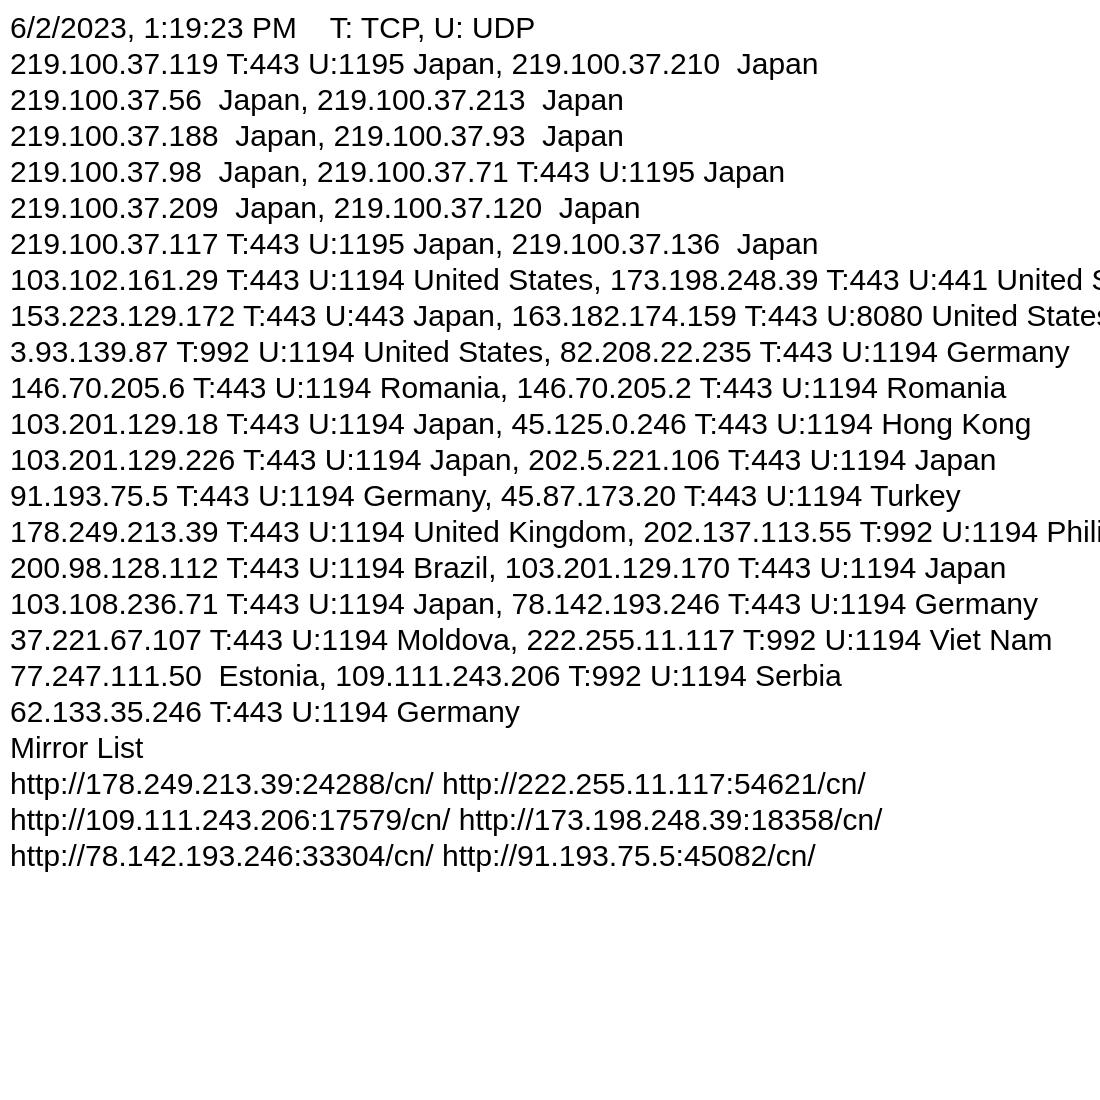 6/2/2023, 1:19:23 PM    T: TCP, U: UDP
219.100.37.119 T:443 U:1195 Japan, 219.100.37.210  Japan
219.100.37.56  Japan, 219.100.37.213  Japan
219.100.37.188  Japan, 219.100.37.93  Japan
219.100.37.98  Japan, 219.100.37.71 T:443 U:1195 Japan
219.100.37.209  Japan, 219.100.37.120  Japan
219.100.37.117 T:443 U:1195 Japan, 219.100.37.136  Japan
103.102.161.29 T:443 U:1194 United States, 173.198.248.39 T:443 U:441 United S
153.223.129.172 T:443 U:443 Japan, 163.182.174.159 T:443 U:8080 United States
3.93.139.87 T:992 U:1194 United States, 82.208.22.235 T:443 U:1194 Germany
146.70.205.6 T:443 U:1194 Romania, 146.70.205.2 T:443 U:1194 Romania
103.201.129.18 T:443 U:1194 Japan, 45.125.0.246 T:443 U:1194 Hong Kong
103.201.129.226 T:443 U:1194 Japan, 202.5.221.106 T:443 U:1194 Japan
91.193.75.5 T:443 U:1194 Germany, 45.87.173.20 T:443 U:1194 Turkey
178.249.213.39 T:443 U:1194 United Kingdom, 202.137.113.55 T:992 U:1194 Phili
200.98.128.112 T:443 U:1194 Brazil, 103.201.129.170 T:443 U:1194 Japan
103.108.236.71 T:443 U:1194 Japan, 78.142.193.246 T:443 U:1194 Germany
37.221.67.107 T:443 U:1194 Moldova, 222.255.11.117 T:992 U:1194 Viet Nam
77.247.111.50  Estonia, 109.111.243.206 T:992 U:1194 Serbia
62.133.35.246 T:443 U:1194 Germany
Mirror List
http://178.249.213.39:24288/cn/ http://222.255.11.117:54621/cn/
http://109.111.243.206:17579/cn/ http://173.198.248.39:18358/cn/
http://78.142.193.246:33304/cn/ http://91.193.75.5:45082/cn/